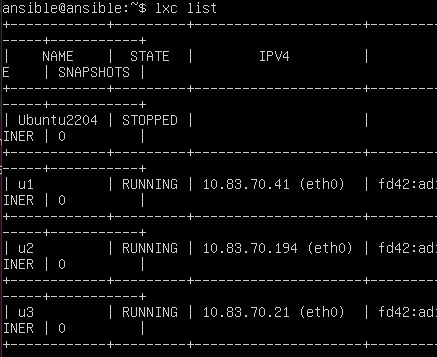 ansible@ansible:~$ lxc list
+------------+---------+----------------------+----
-----+-----------+
|    NAME    |  STATE  |         IPV4         |
E    | SNAPSHOTS |
+------------+---------+----------------------+----
-----+-----------+
| Ubuntu2204 | STOPPED |                      |
INER | 0         |
+------------+---------+----------------------+----
-----+-----------+
| u1         | RUNNING | 10.83.70.41 (eth0)   | fd42:ad
INER | 0         |
+------------+---------+----------------------+----
-----+-----------+
| u2         | RUNNING | 10.83.70.194 (eth0)  | fd42:ad
INER | 0         |
+------------+---------+----------------------+----
-----+-----------+
| u3         | RUNNING | 10.83.70.21 (eth0)   | fd42:ad
INER | 0         |
+------------+---------+----------------------+----